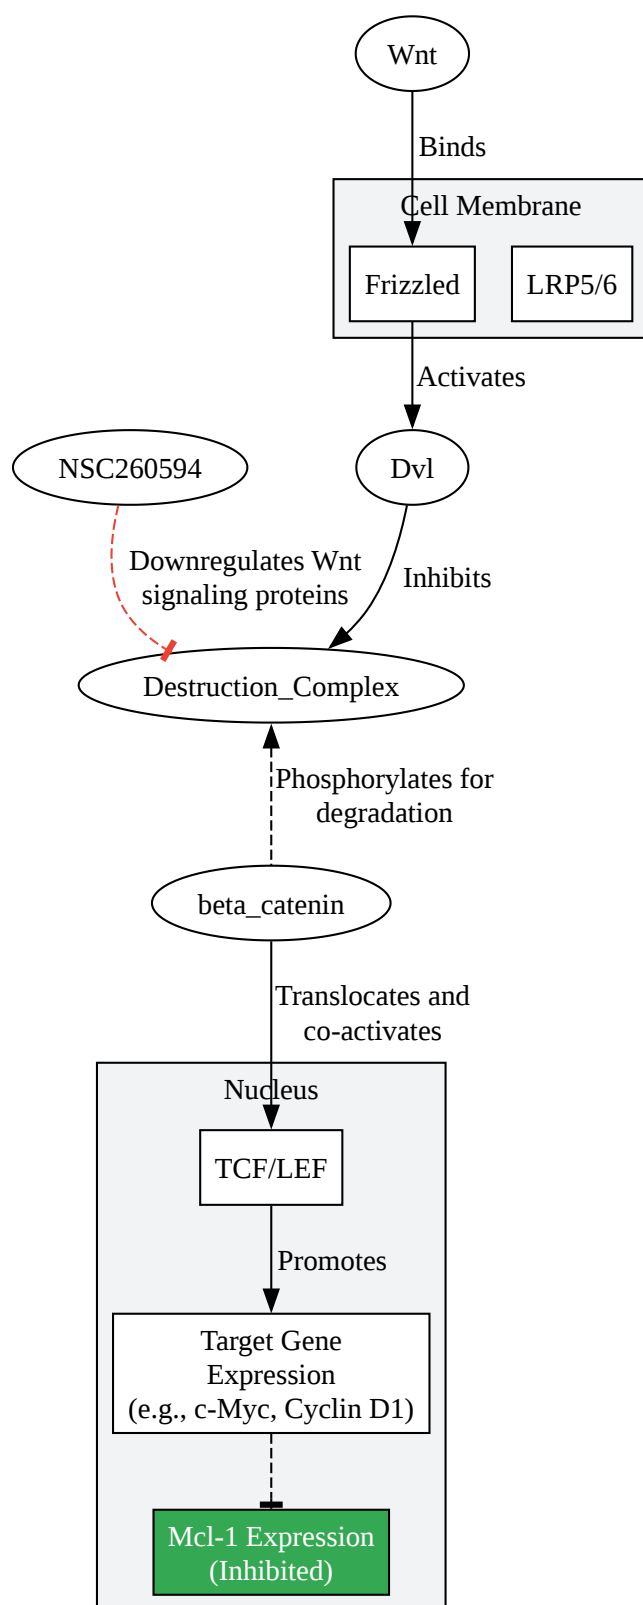 Wnt
Binds
Cell Membrane
Frizzled
LRP5/6
Activates
NSC260594
Dvl
Downregulates Wnt
signaling proteins
Inhibits
Destruction_Complex
Phosphorylates for
degradation
beta_catenin
Translocates and
co-activates
Nucleus
TCF/LEF
Promotes
Target Gene
Expression
(e.g., c-Myc, Cyclin D1)
Mcl-1 Expression
(Inhibited)